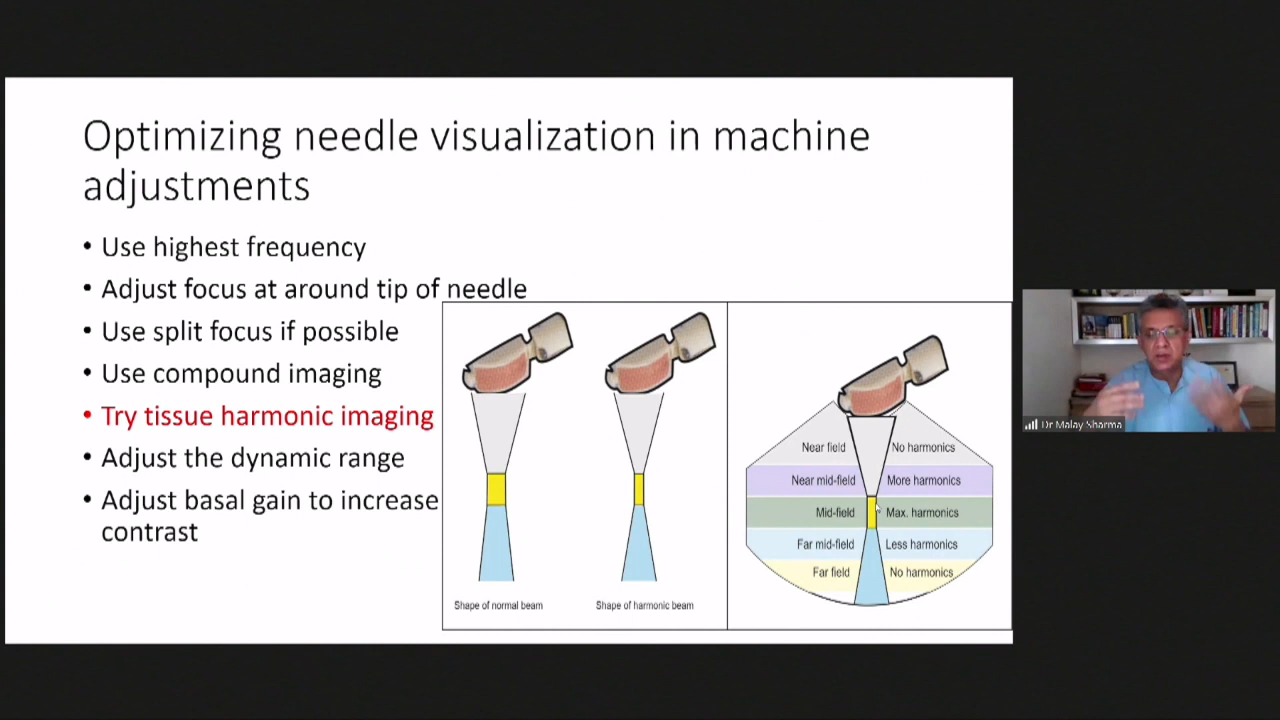 Optimizing needle visualization in machine
adjustments
• Use highest frequency
• Adjust focus at around tip of needle
• Use split focus if possible
• Use compound imaging
• Try tissue harmonic imaging
• Adjust the dynamic range
• Adjust basal gain to increase
contrast
Shape of normal beam
Shape of harmonic beam
Near field No harmonics
Near mid-field More harmonics
Mid-field Max. harmonics
Far mid-field Less harmonics
Far field No harmonics
Dr Malay Sharma